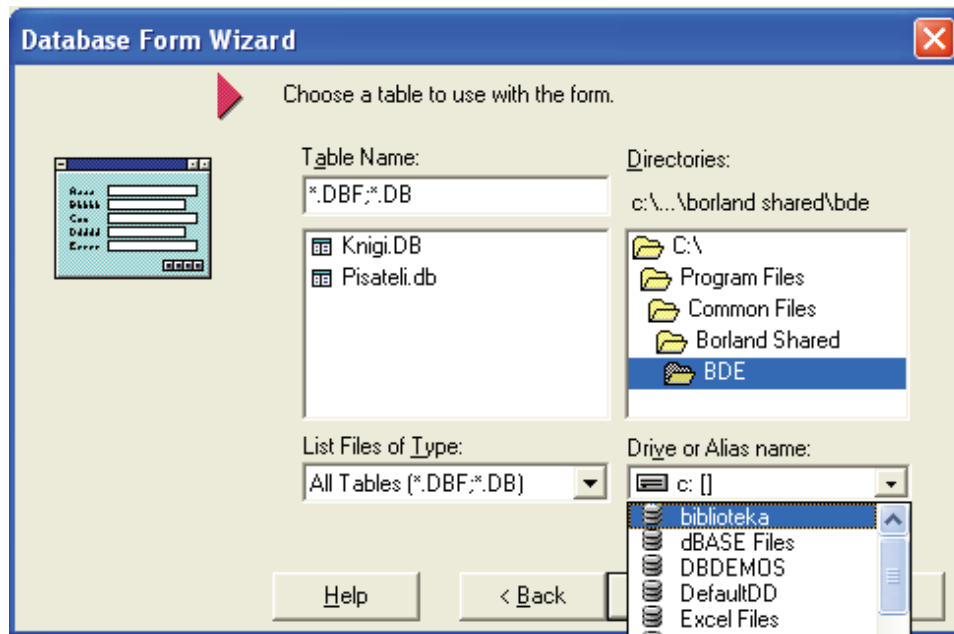 Database Form Wizard
Choose a table to use with the form.
Table Name:
*.DBF;*.DB
Knigi.DB
Pisateli.db
Directories:
c:\...\borland shared\bde
C:\
Program Files
Common Files
Borland Shared
BDE
List Files of Type:
All Tables (*.DBF;*.DB)
Drive or Alias name:
c: []
biblioteka
dBASE Files
DBDEMOS
DefaultDD
Excel Files
Help
< Back